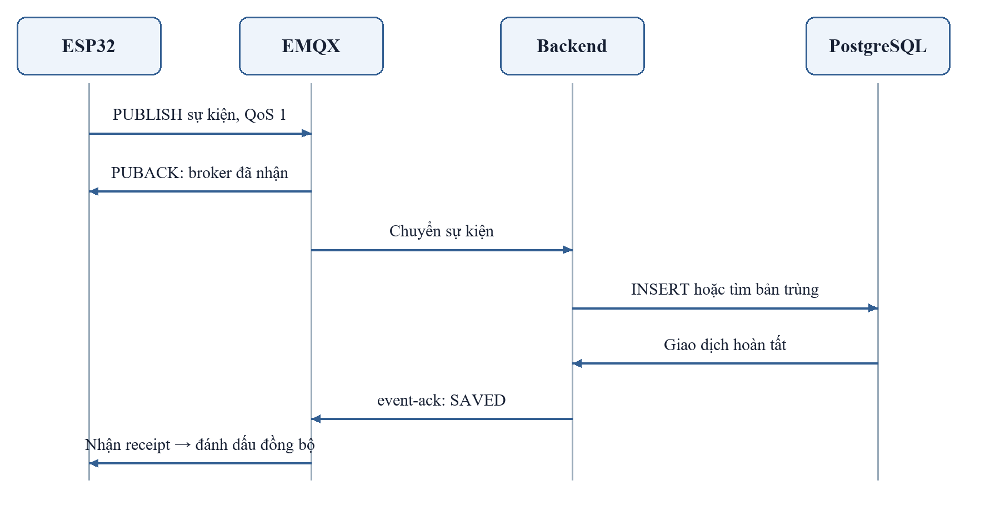 ESP32
EMQX
Backend
PostgreSQL
PUBLISH sự kiện, QoS 1
PUBACK: broker đã nhận
Chuyển sự kiện
INSERT hoặc tìm bản trùng
Giao dịch hoàn tất
event-ack: SAVED
Nhận receipt → đánh dấu đồng bộ